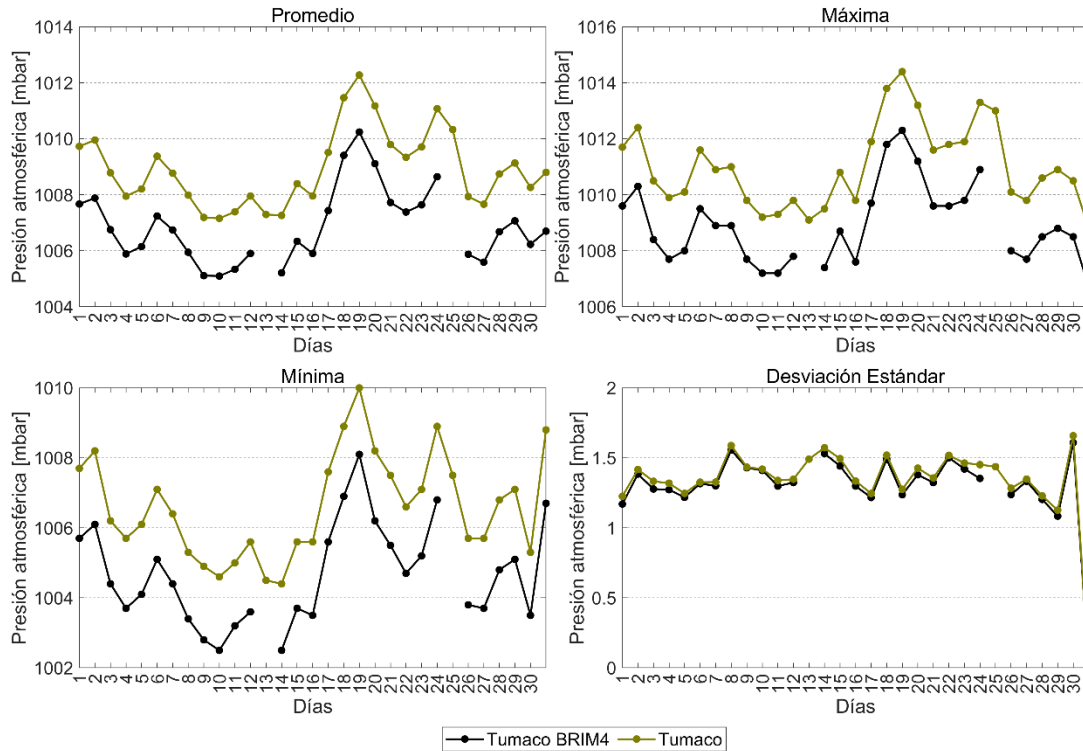 Promedio
Presión atmosférica [mbar]
1014
1012
1010
1008
1006
1004
1 2 3 4 5 6 7 8 9 10 11 12 13 14 15 16 17 18 19 20 21 22 23 24 25 26 27 28 29 30
Días
Máxima
Presión atmosférica [mbar]
1016
1014
1012
1010
1008
1006
1 2 3 4 5 6 7 8 9 10 11 12 13 14 15 16 17 18 19 20 21 22 23 24 25 26 27 28 29 30
Días
Mínima
Presión atmosférica [mbar]
1010
1008
1006
1004
1002
1 2 3 4 5 6 7 8 9 10 11 12 13 14 15 16 17 18 19 20 21 22 23 24 25 26 27 28 29 30
Días
Desviación Estándar
Presión atmosférica [mbar]
2
1.5
1
0.5
0
1 2 3 4 5 6 7 8 9 10 11 12 13 14 15 16 17 18 19 20 21 22 23 24 25 26 27 28 29 30
Días
Tumaco BRIM4 Tumaco